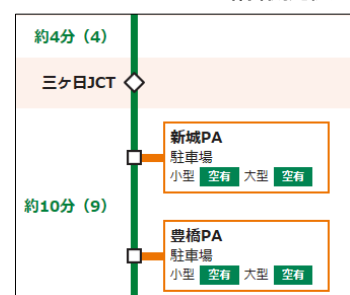 約4分（4）
三ヶ日JCT
新城PA
駐車場
小型 空有 大型 空有
約10分（9）
豊橋PA
駐車場
小型 空有 大型 空有